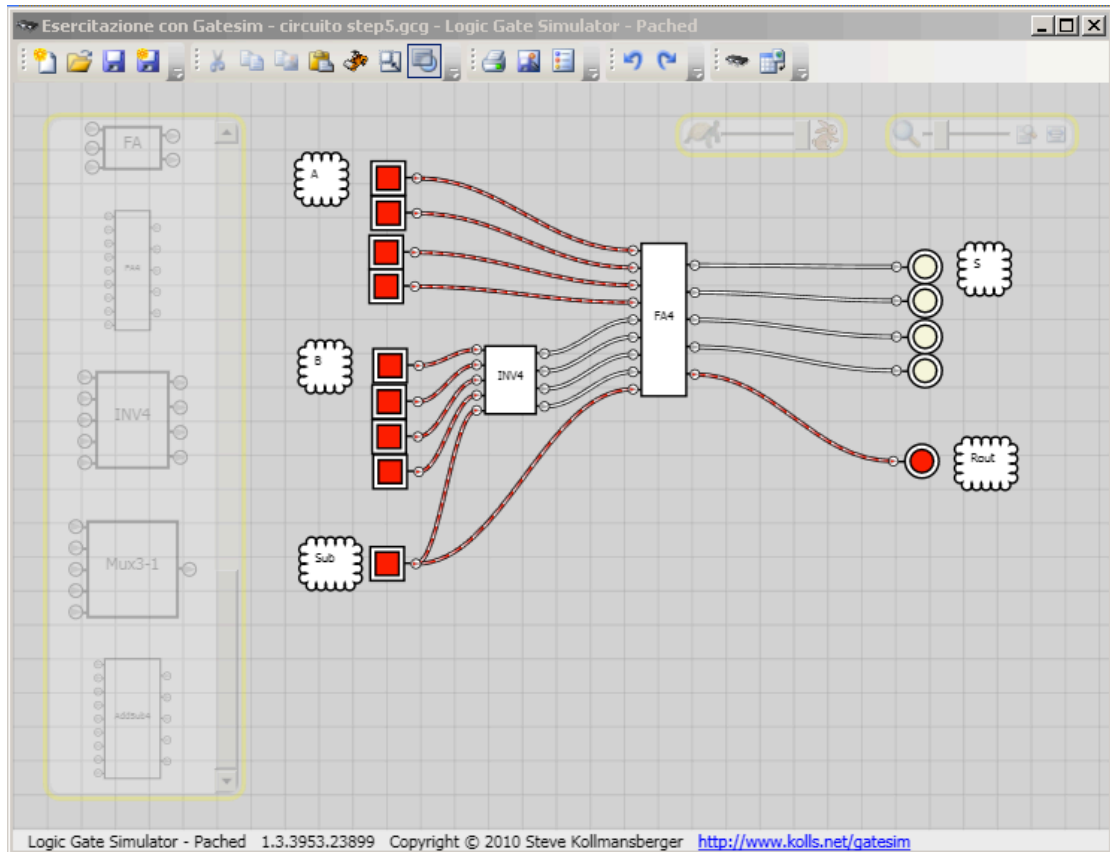 Esercitazione con Gatesim - circuito step5.gcg - Logic Gate Simulator - Pached
FA
FA4
INV4
Mux3-1
AddSub4
A
B
Sub
INV4
FA4
S
Rout
Logic Gate Simulator - Pached 1.3.3953.23899 Copyright © 2010 Steve Kollmansberger http://www.kolls.net/gatesim